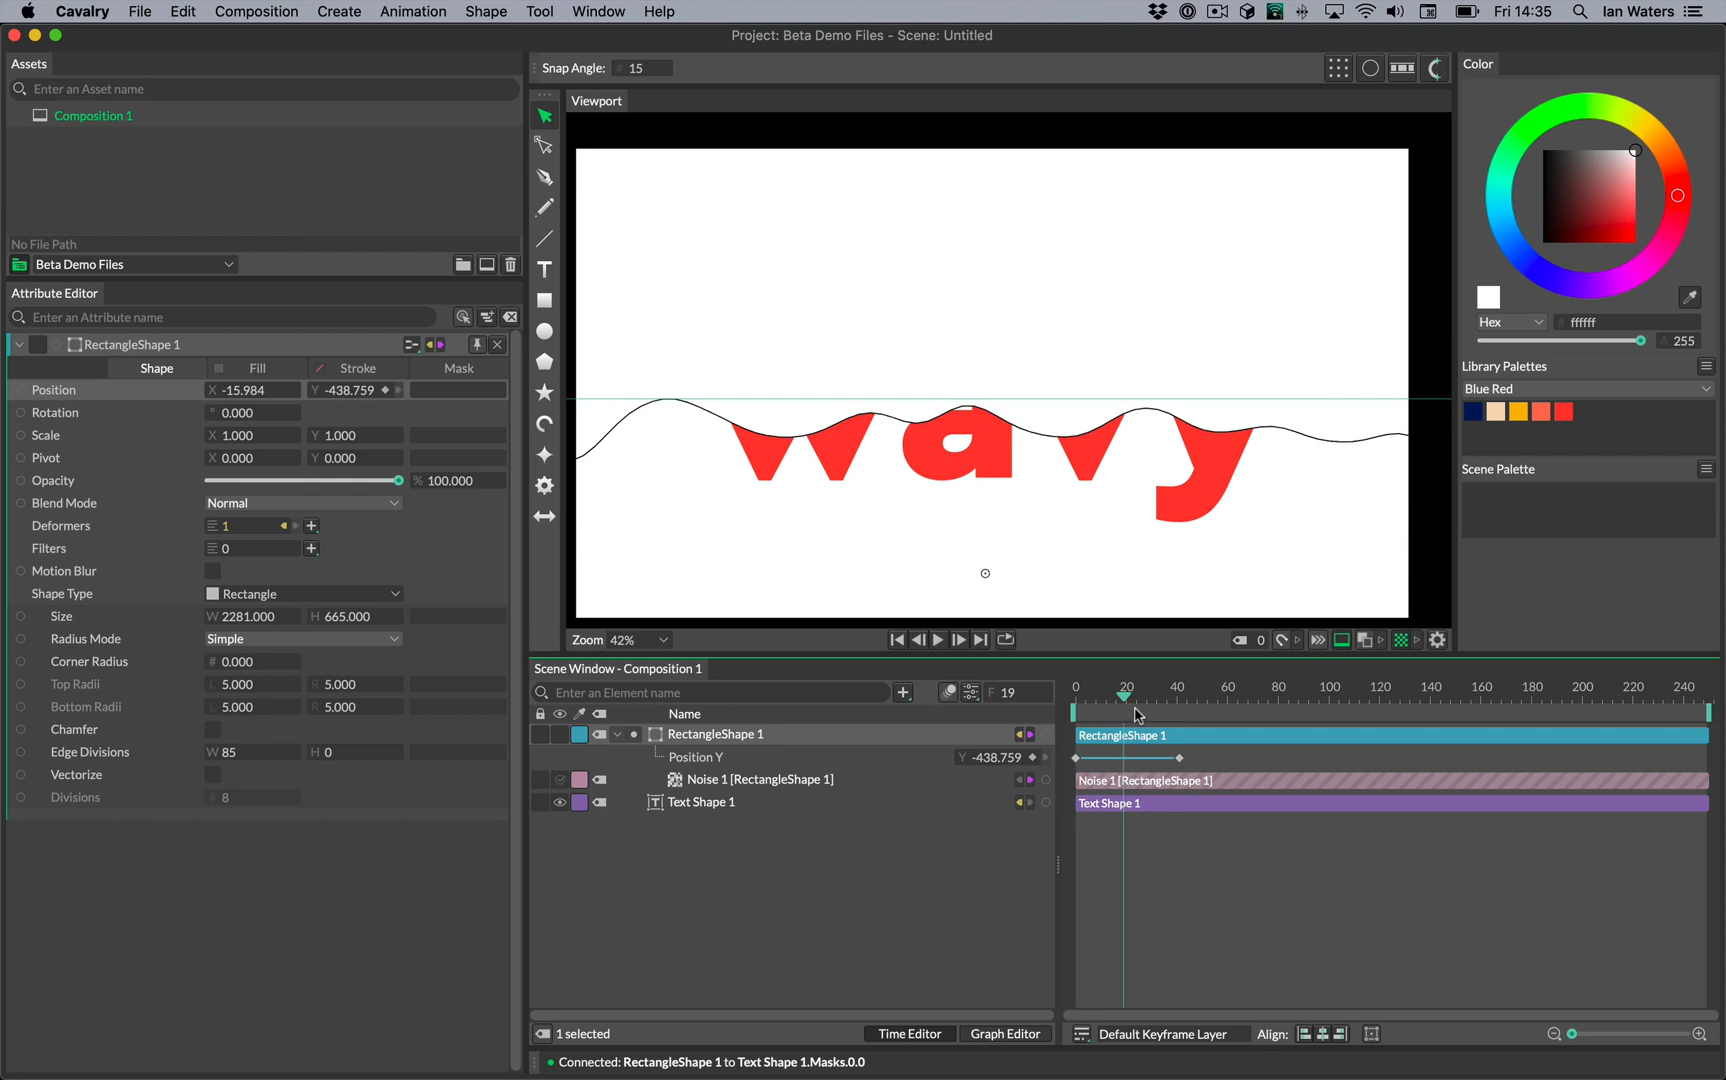 Cavalry File Edit Composition Create Animation Shape Tool Window Help Fri 14:35 Ian Waters
Project: Beta Demo Files - Scene: Untitled
Assets
Enter an Asset name
Composition 1
No File Path
Beta Demo Files
Attribute Editor
Enter an Attribute name
RectangleShape 1
Shape Fill Stroke Mask
Position X -15.984 Y -438.759
Rotation ° 0.000
Scale X 1.000 Y 1.000
Pivot X 0.000 Y 0.000
Opacity % 100.000
Blend Mode Normal
Deformers 1
Filters 0
Motion Blur
Shape Type Rectangle
Size W 2281.000 H 665.000
Radius Mode Simple
Corner Radius # 0.000
Top Radii L 5.000 R 5.000
Bottom Radii L 5.000 R 5.000
Chamfer
Edge Divisions W 85 H 0
Vectorize
Divisions # 8
Snap Angle: # 15
Viewport
wavy
Zoom 42% 0
Color
Hex # ffffff
A 255
Library Palettes
Blue Red
Scene Palette
Scene Window - Composition 1
Enter an Element name F 19
0 20 40 60 80 100 120 140 160 180 200 220 240
Name
RectangleShape 1 RectangleShape 1
Position Y Y -438.759
Noise 1 [RectangleShape 1] Noise 1 [RectangleShape 1]
Text Shape 1 Text Shape 1
1 selected Time Editor Graph Editor Default Keyframe Layer Align:
Connected: RectangleShape 1 to Text Shape 1.Masks.0.0